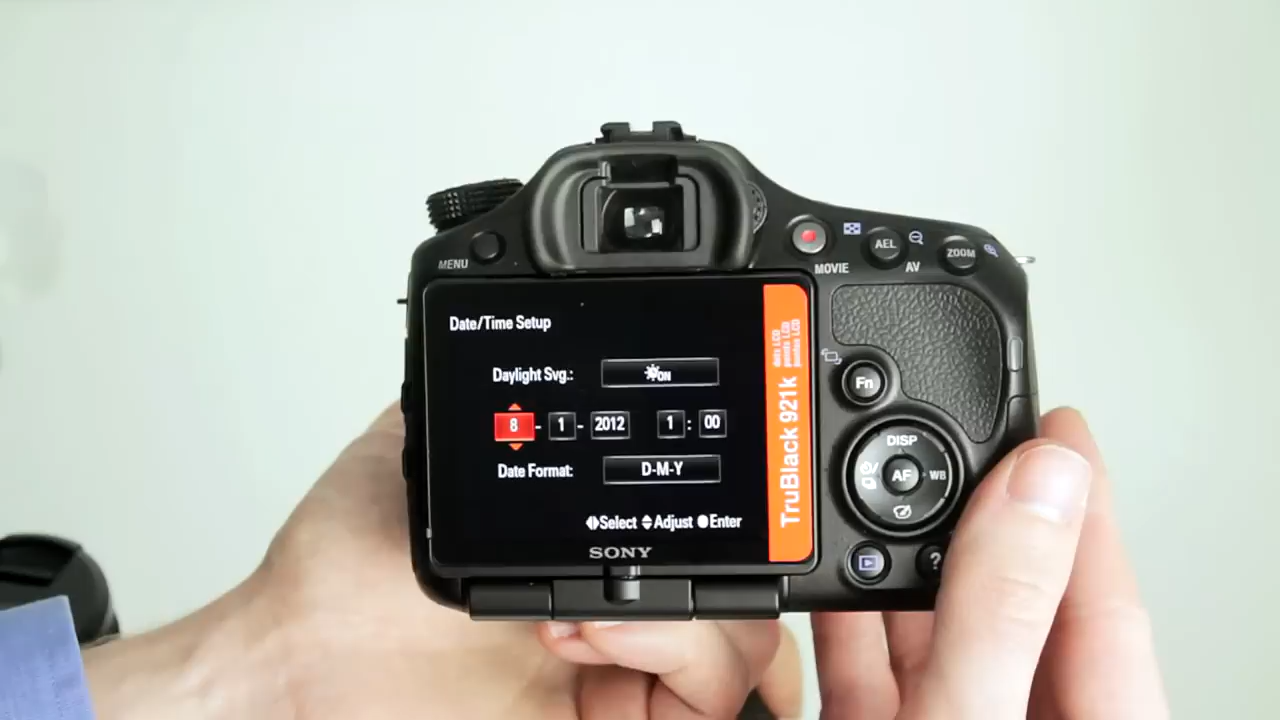 MENU
MOVIE
AEL
AV
ZOOM
Date/Time Setup
Daylight Svg.: ON
8 - 1 - 2012 1 : 00
Date Format: D-M-Y
Select Adjust Enter
SONY
TruBlack 921k
Fn
DISP
AF
WB
?